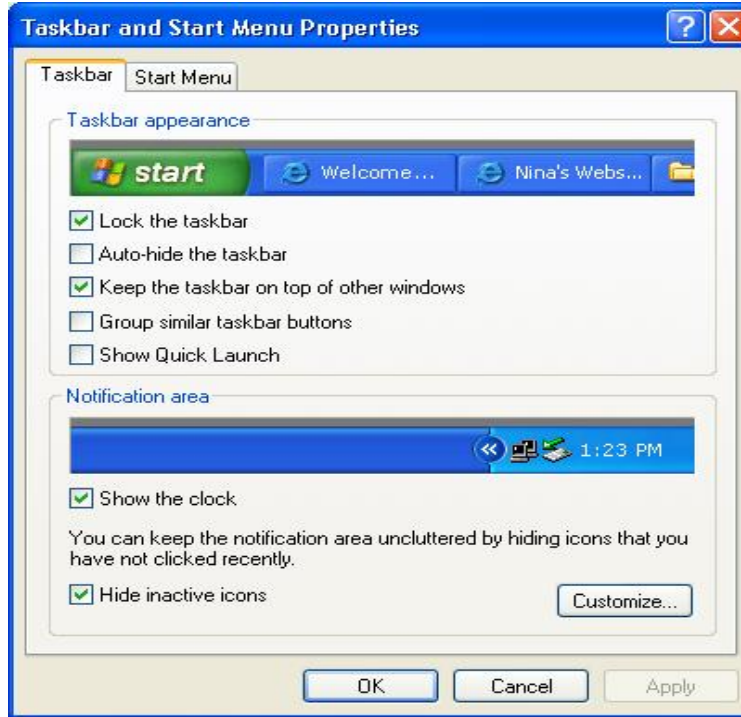 Taskbar and Start Menu Properties
?
Taskbar
Start Menu
Taskbar appearance
start
Welcome...
Nina's Webs...
Lock the taskbar
Auto-hide the taskbar
Keep the taskbar on top of other windows
Group similar taskbar buttons
Show Quick Launch
Notification area
1:23 PM
Show the clock
You can keep the notification area uncluttered by hiding icons that you
have not clicked recently.
Hide inactive icons
Customize...
OK
Cancel
Apply